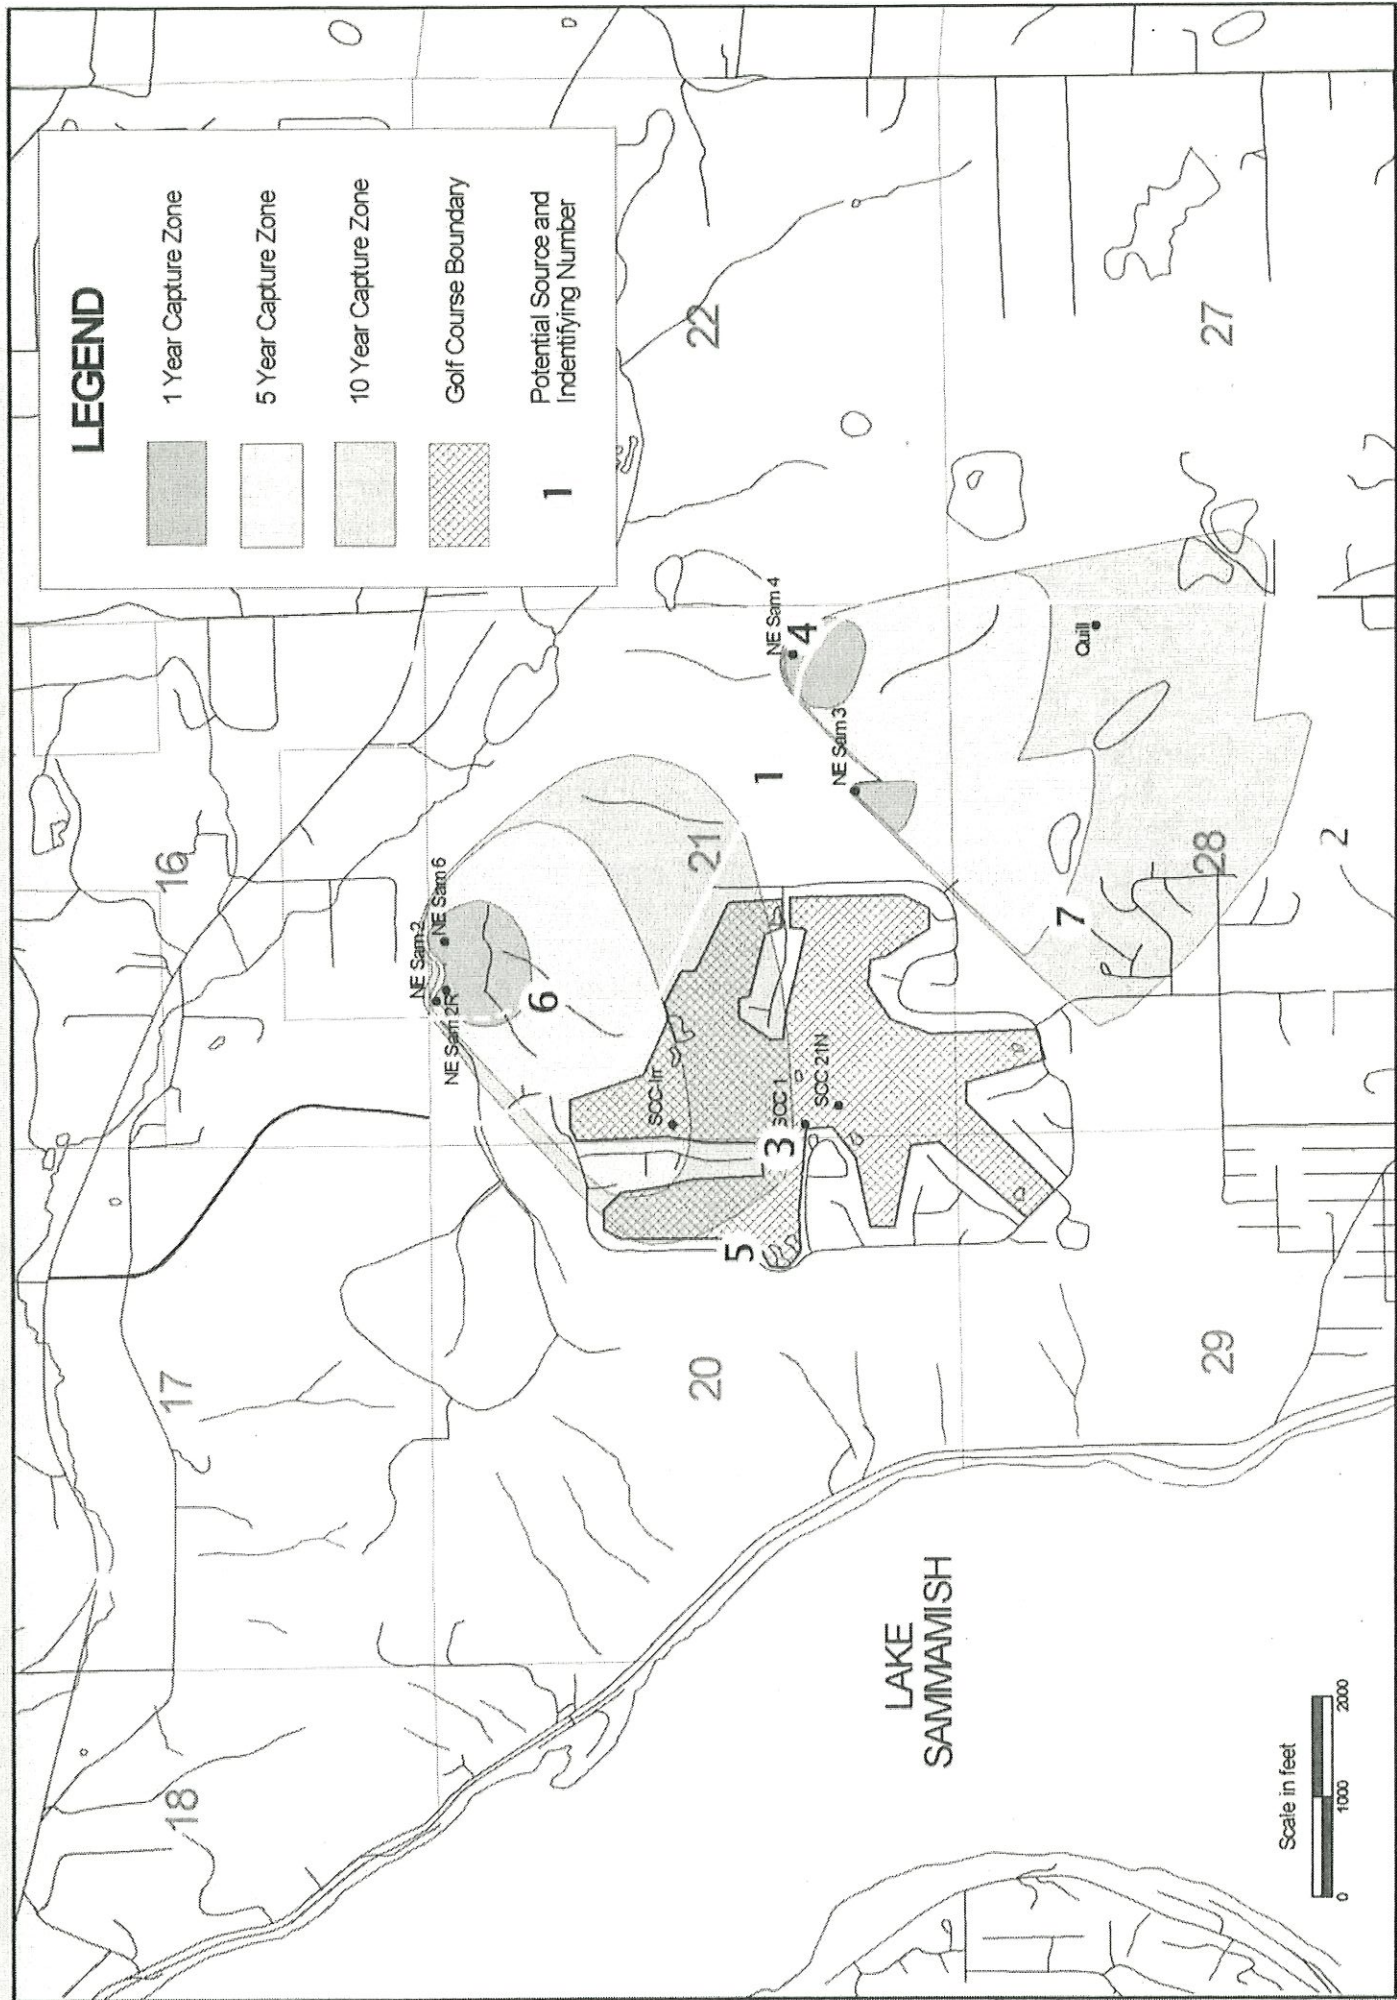 LEGEND
1 Year Capture Zone
5 Year Capture Zone
10 Year Capture Zone
Golf Course Boundary
1
Potential Source and
Indentifying Number
18
17
16
NE Sam 2
NE Sam 2R
NE Sam 6
6
20
21
22
5
SCC-Irr
3
SCC 1
SCC 21N
1
NE Sam 3
NE Sam 4
4
7
Quill
29
28
27
2
LAKE
SAMMAMISH
Scale in feet
0
1000
2000